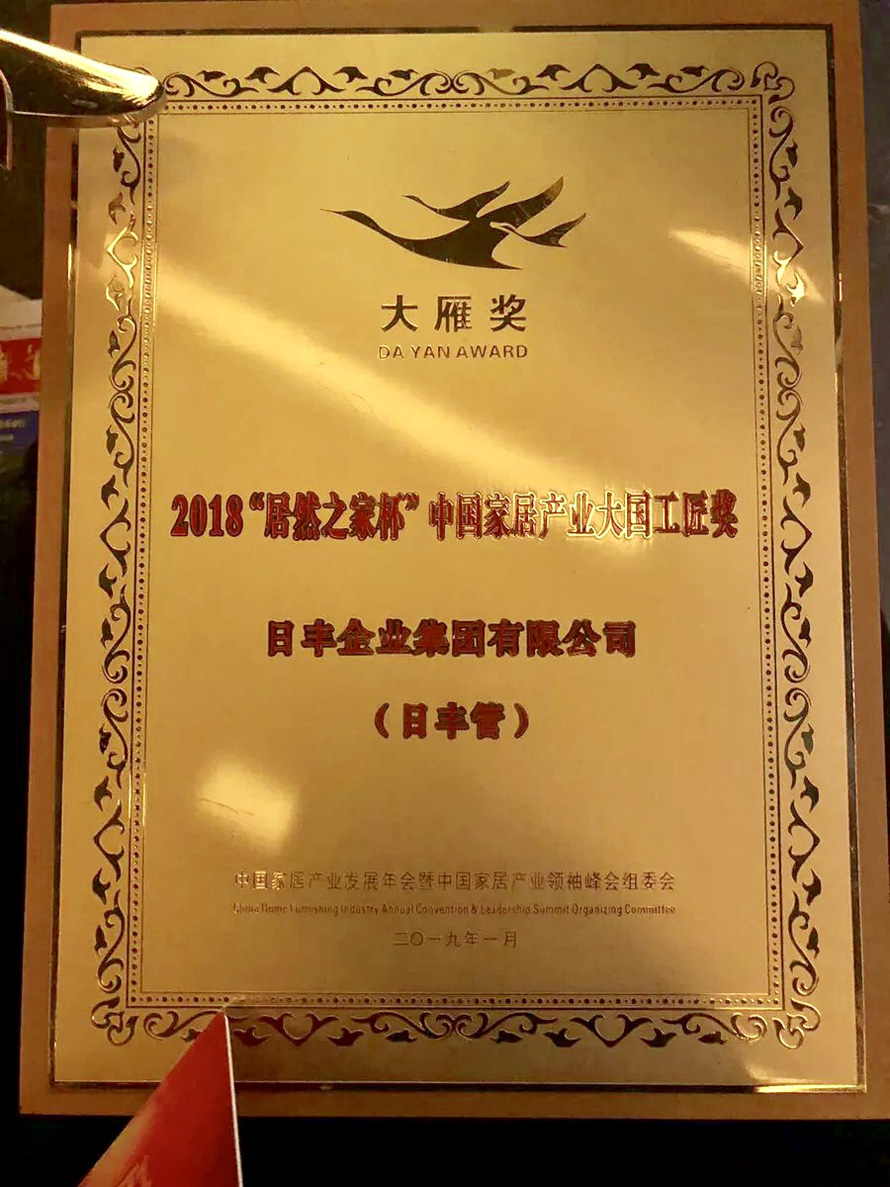 大雁奖
DA YAN AWARD
2018“居然之家杯”中国家居产业大国工匠奖
日丰企业集团有限公司
（日丰管）
中国家居产业发展年会暨中国家居产业领袖峰会组委会
China Home Furnishing Industry Annual Convention & Leadership Summit Organizing Committee
二〇一九年一月